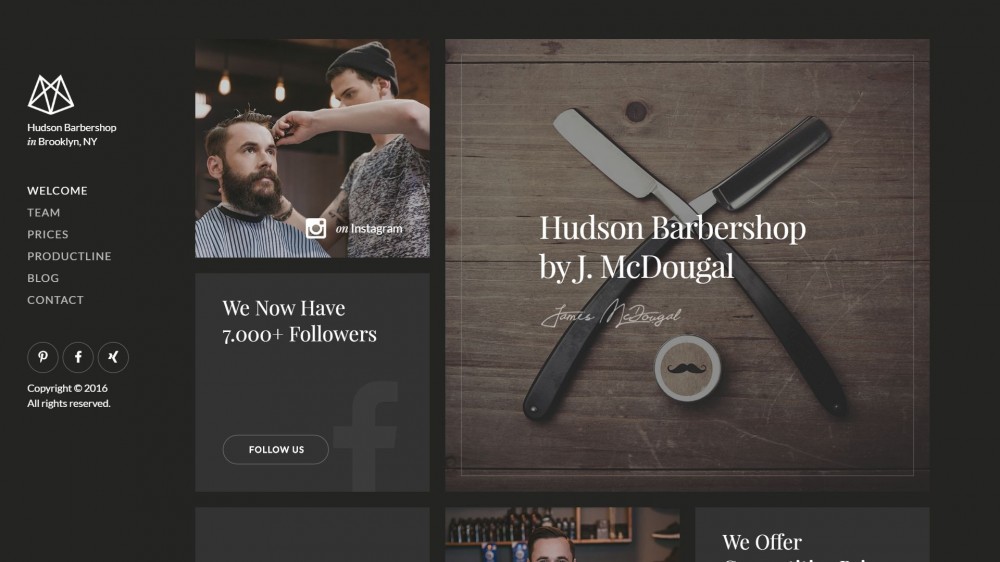 Hudson Barbershop
in Brooklyn, NY
WELCOME
TEAM
PRICES
PRODUCTLINE
BLOG
CONTACT
Copyright © 2016
All rights reserved.
on Instagram
We Now Have
7.000+ Followers
FOLLOW US
Hudson Barbershop
by J. McDougal
James McDougal
We Offer